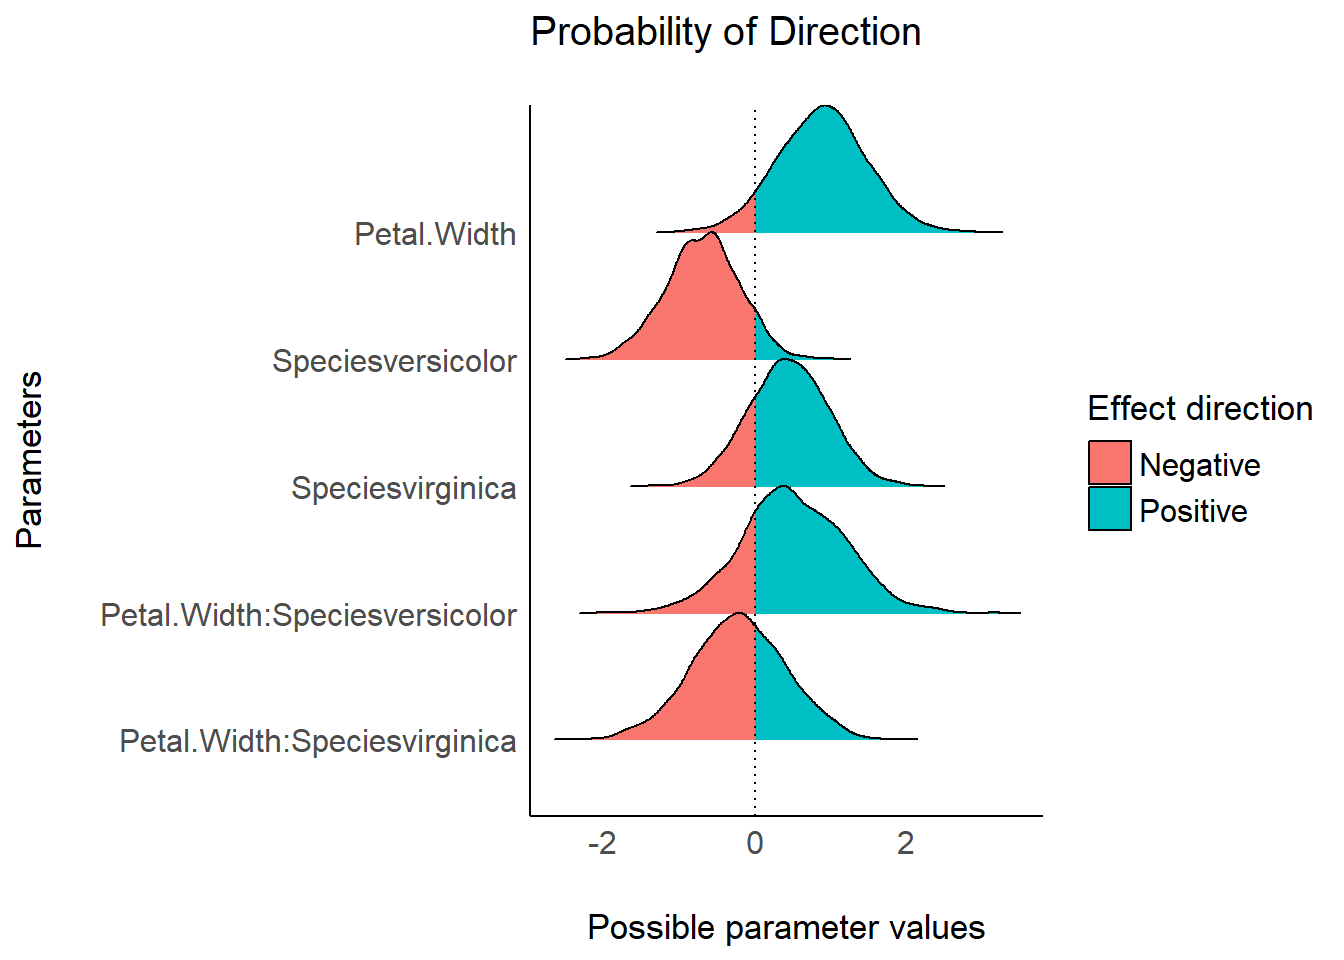 Probability of Direction
Parameters
Petal.Width
Speciesversicolor
Speciesvirginica
Petal.Width:Speciesversicolor
Petal.Width:Speciesvirginica
-2 0 2
Possible parameter values
Effect direction
Negative
Positive